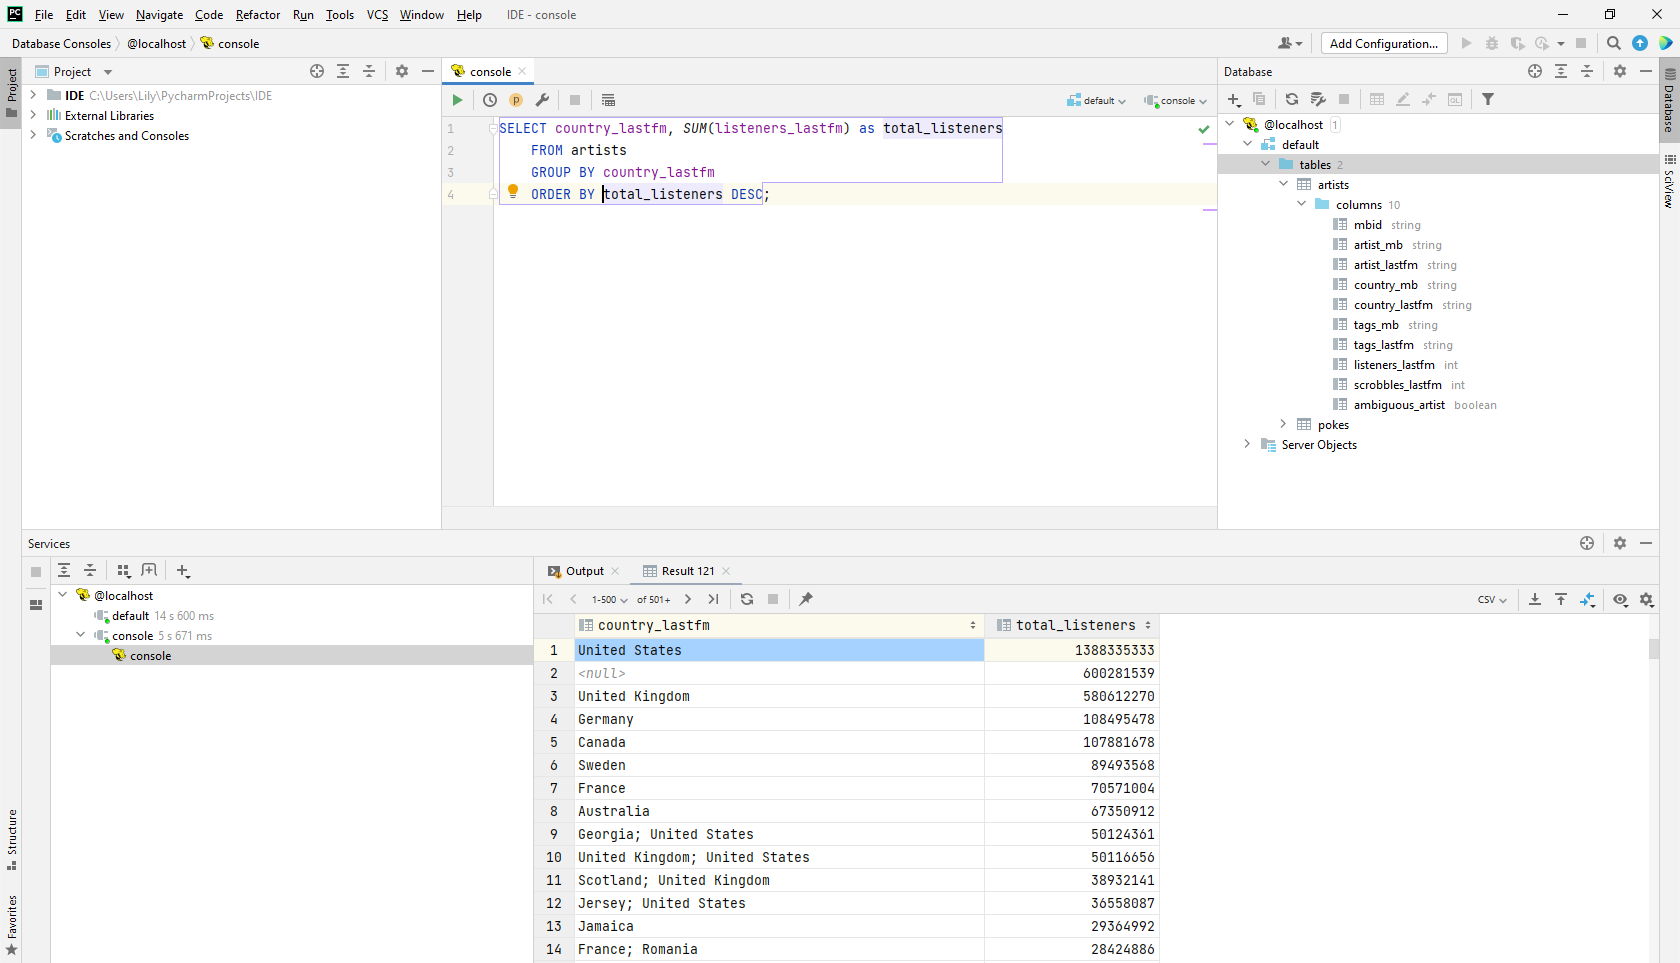 PC File Edit View Navigate Code Refactor Run Tools VCS Window Help IDE - console
Database Consoles @localhost console Add Configuration...
Project
Project
IDE C:\Users\Lily\PycharmProjects\IDE
External Libraries
Scratches and Consoles
Structure
Favorites
console
default console
1 SELECT country_lastfm, SUM(listeners_lastfm) as total_listeners
2 FROM artists
3 GROUP BY country_lastfm
4 ORDER BY total_listeners DESC;
Database
@localhost 1
default
tables 2
artists
columns 10
mbid string
artist_mb string
artist_lastfm string
country_mb string
country_lastfm string
tags_mb string
tags_lastfm string
listeners_lastfm int
scrobbles_lastfm int
ambiguous_artist boolean
pokes
Server Objects
Database
SciView
Services
@localhost
default 14 s 600 ms
console 5 s 671 ms
console
Output Result 121
1-500 of 501+ CSV
country_lastfm total_listeners
1 United States 1388335333
2 <null> 600281539
3 United Kingdom 580612270
4 Germany 108495478
5 Canada 107881678
6 Sweden 89493568
7 France 70571004
8 Australia 67350912
9 Georgia; United States 50124361
10 United Kingdom; United States 50116656
11 Scotland; United Kingdom 38932141
12 Jersey; United States 36558087
13 Jamaica 29364992
14 France; Romania 28424886